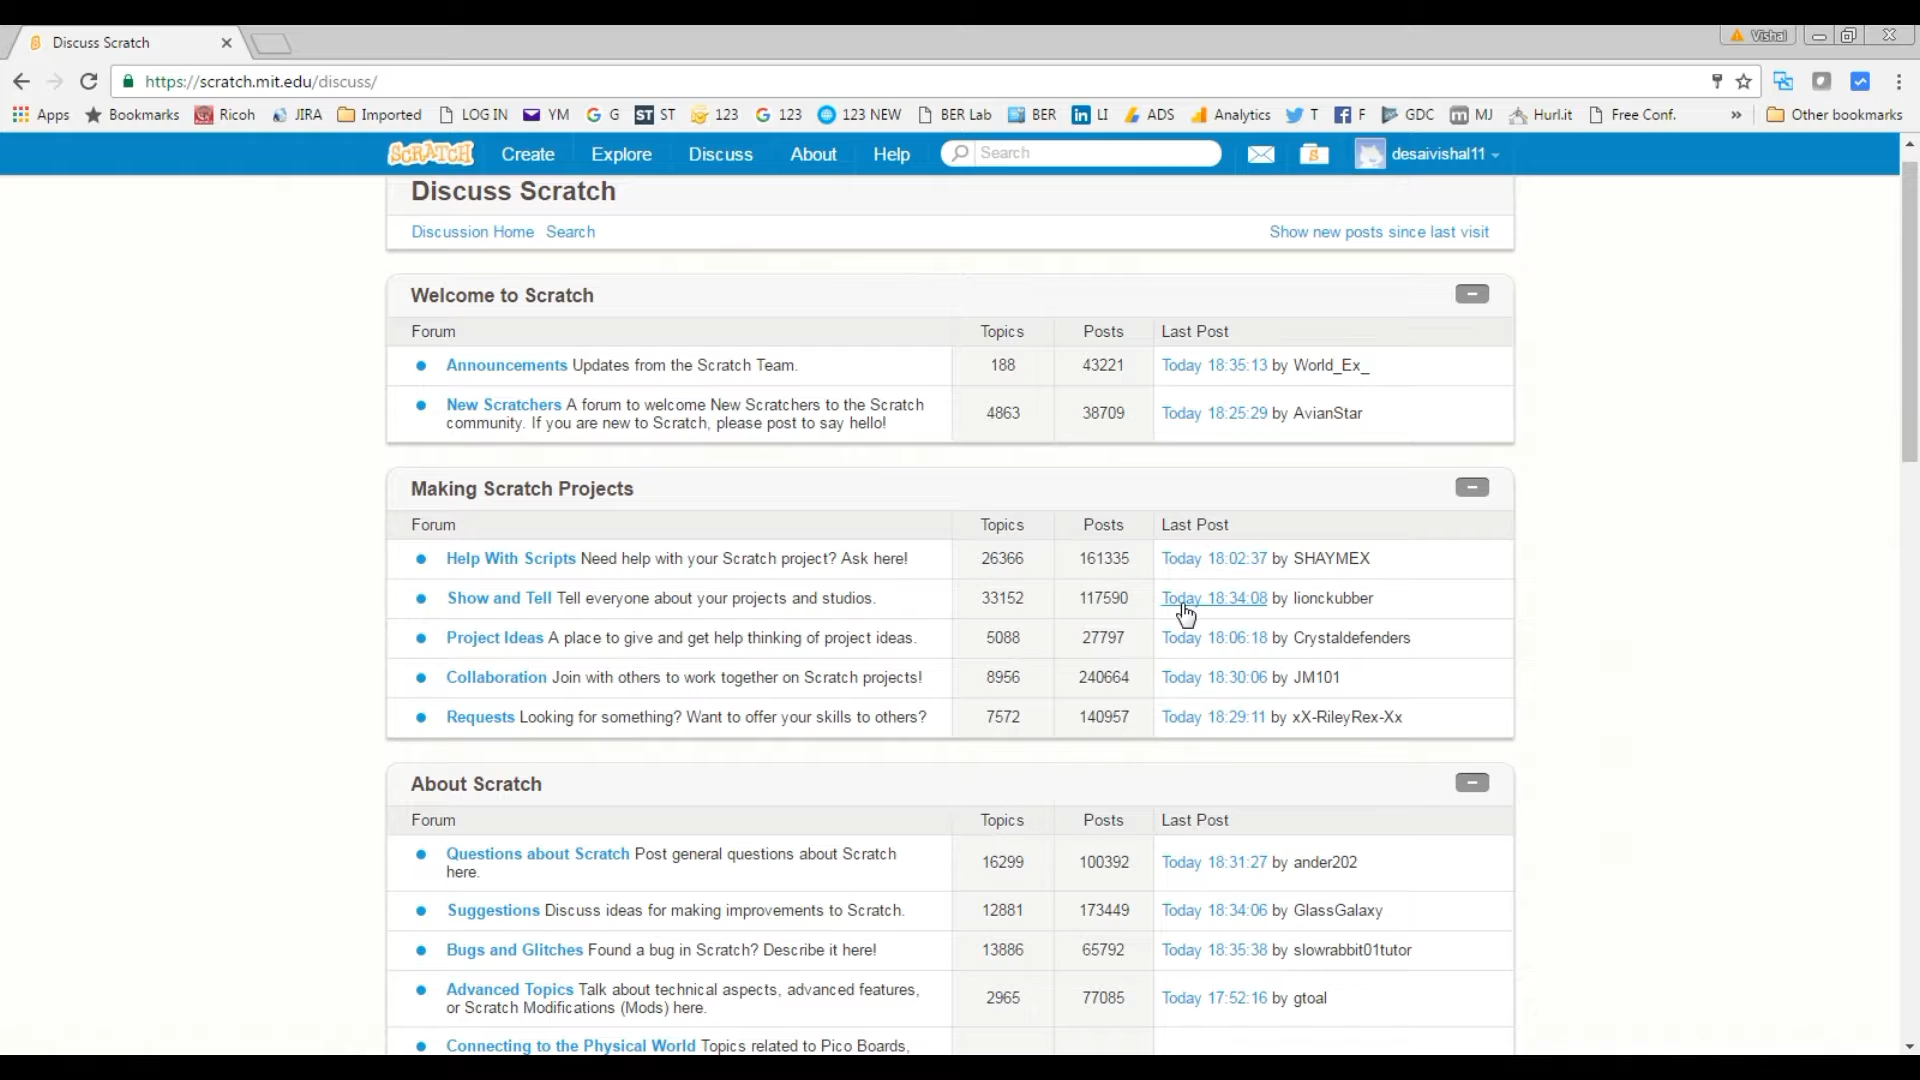 Discuss Scratch
Vishal
https://scratch.mit.edu/discuss/
Apps Bookmarks Ricoh JIRA Imported LOG IN YM G ST 123 123 123 NEW BER Lab BER LI ADS Analytics T F GDC MJ Hurl.it Free Conf. » Other bookmarks
SCRATCH Create Explore Discuss About Help Search desaivishal11
Discuss Scratch
Discussion Home Search Show new posts since last visit
Welcome to Scratch
Forum Topics Posts Last Post
Announcements Updates from the Scratch Team. 188 43221 Today 18:35:13 by World_Ex_
New Scratchers A forum to welcome New Scratchers to the Scratch
community. If you are new to Scratch, please post to say hello! 4863 38709 Today 18:25:29 by AvianStar
Making Scratch Projects
Forum Topics Posts Last Post
Help With Scripts Need help with your Scratch project? Ask here! 26366 161335 Today 18:02:37 by SHAYMEX
Show and Tell Tell everyone about your projects and studios. 33152 117590 Today 18:34:08 by lionckubber
Project Ideas A place to give and get help thinking of project ideas. 5088 27797 Today 18:06:18 by Crystaldefenders
Collaboration Join with others to work together on Scratch projects! 8956 240664 Today 18:30:06 by JM101
Requests Looking for something? Want to offer your skills to others? 7572 140957 Today 18:29:11 by xX-RileyRex-Xx
About Scratch
Forum Topics Posts Last Post
Questions about Scratch Post general questions about Scratch
here. 16299 100392 Today 18:31:27 by ander202
Suggestions Discuss ideas for making improvements to Scratch. 12881 173449 Today 18:34:06 by GlassGalaxy
Bugs and Glitches Found a bug in Scratch? Describe it here! 13886 65792 Today 18:35:38 by slowrabbit01tutor
Advanced Topics Talk about technical aspects, advanced features,
or Scratch Modifications (Mods) here. 2965 77085 Today 17:52:16 by gtoal
Connecting to the Physical World Topics related to Pico Boards,